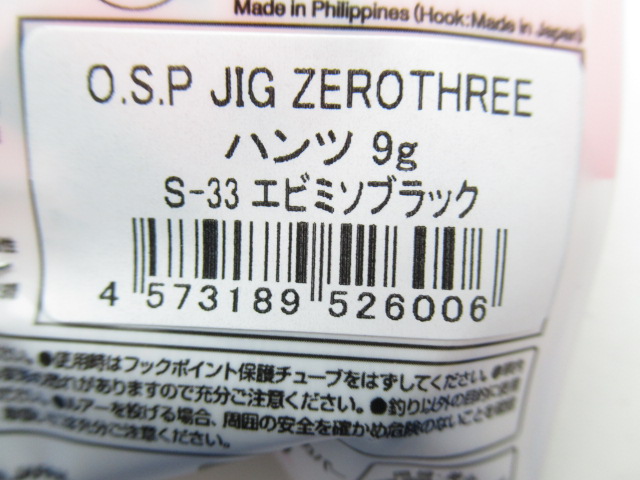 Made in Philippines (Hook:Made in Japan)
O.S.P JIG ZEROTHREE
ハンツ 9g
S-33 エビミソブラック
4 573189 526006
●使用時はフックポイント保護チューブをはずしてください。
がありますので充分ご注意ください。●釣り以外の目的に
●ルアーを投げる場合、周囲の安全を確かめ危険のないことを
充分ご注意ください。